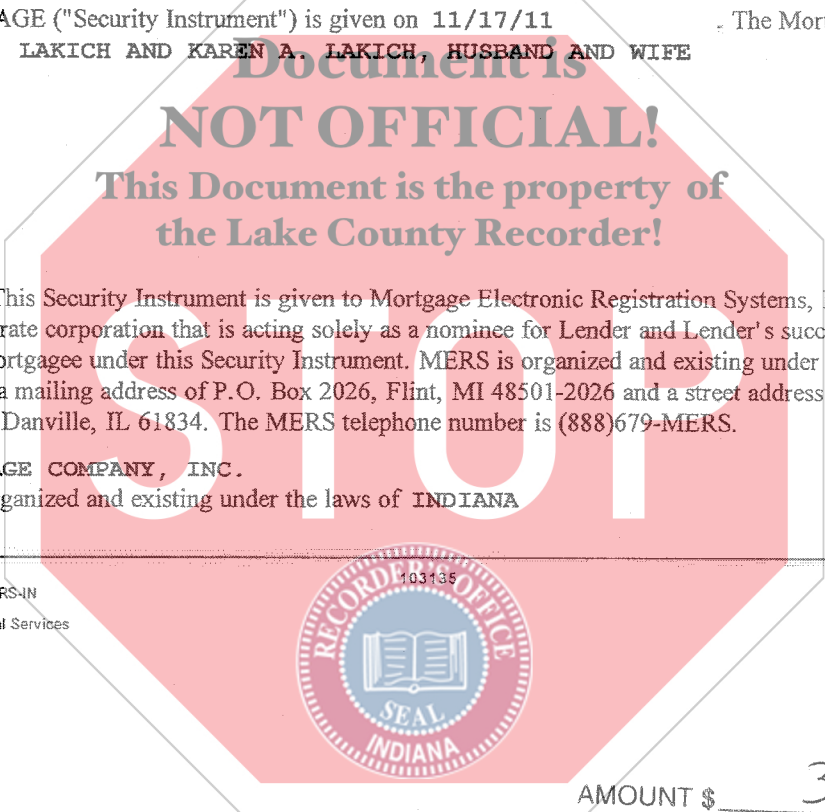 AGE ("Security Instrument") is given on 11/17/11 . The Mor
LAKICH AND KAREN A. LAKICH, HUSBAND AND WIFE
Document is
NOT OFFICIAL!
This Document is the property of
the Lake County Recorder!
This Security Instrument is given to Mortgage Electronic Registration Systems,
rate corporation that is acting solely as a nominee for Lender and Lender's succ
ortgagee under this Security Instrument. MERS is organized and existing under
a mailing address of P.O. Box 2026, Flint, MI 48501-2026 and a street address
Danville, IL 61834. The MERS telephone number is (888)679-MERS.
STOP
GE COMPANY, INC.
ganized and existing under the laws of INDIANA
103135
RS-IN
l Services
RECORDER'S OFFICE
SEAL
INDIANA
AMOUNT $ 3